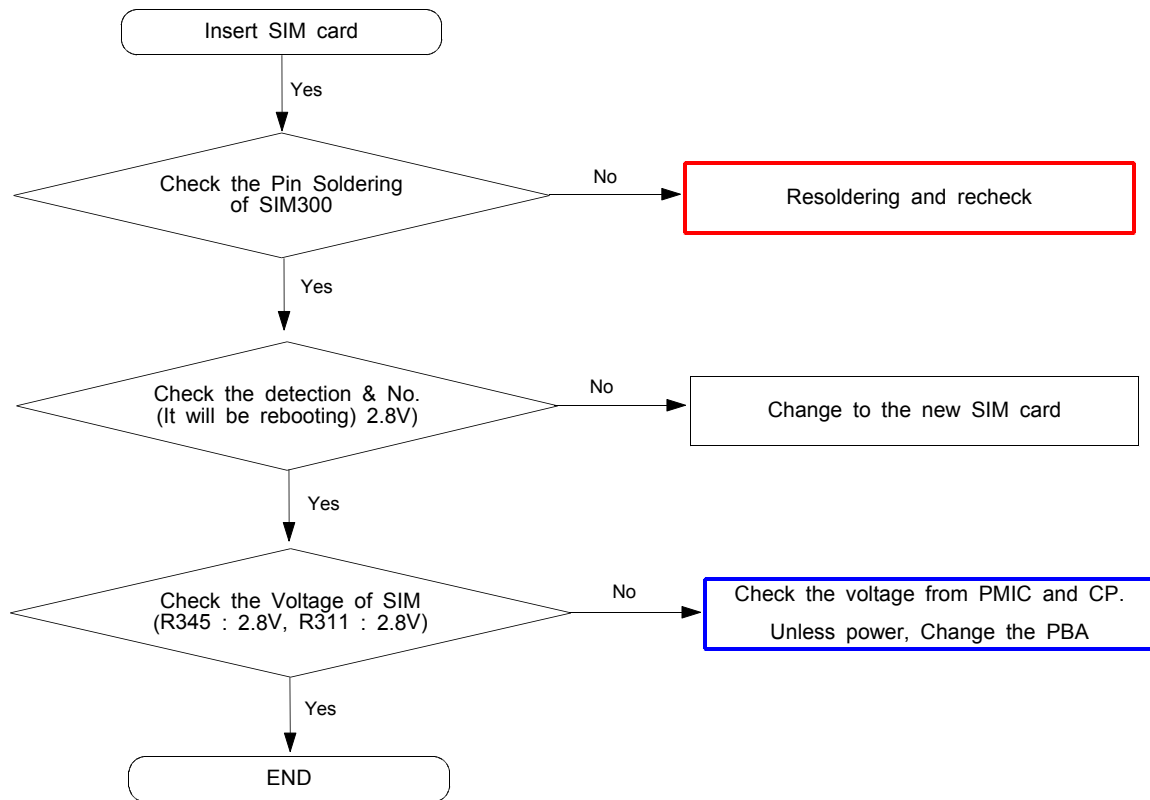 Insert SIM card
Yes
Check the Pin Soldering
of SIM300
No
Resoldering and recheck
Yes
Check the detection & No.
(It will be rebooting) 2.8V)
No
Change to the new SIM card
Yes
Check the Voltage of SIM
(R345 : 2.8V, R311 : 2.8V)
No
Check the voltage from PMIC and CP.
Unless power, Change the PBA
Yes
END